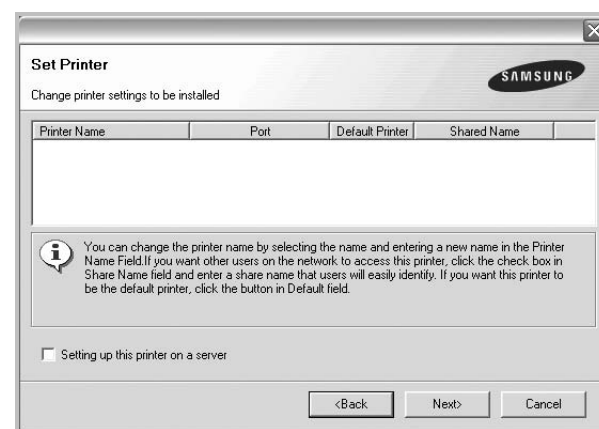 Set Printer
SAMSUNG
Change printer settings to be installed
Printer Name Port Default Printer Shared Name
You can change the printer name by selecting the name and entering a new name in the Printer
Name Field.If you want other users on the network to access this printer, click the check box in
Share Name field and enter a share name that users will easily identify. If you want this printer to
be the default printer, click the button in Default field.
Setting up this printer on a server
<Back Next> Cancel